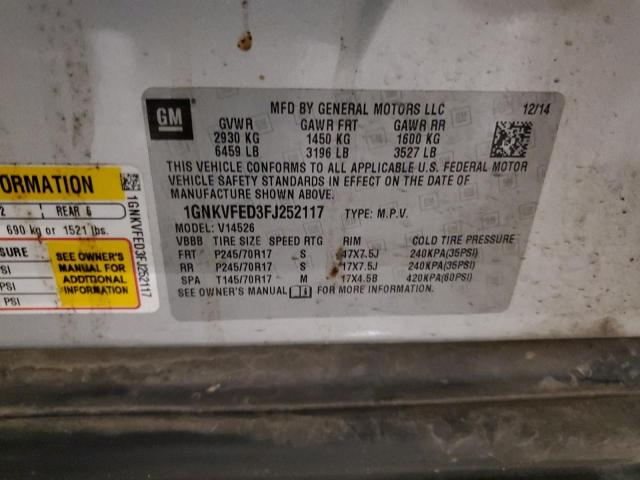 GM
MFD BY GENERAL MOTORS LLC 12/14
GVWR GAWR FRT GAWR RR
2930 KG 1450 KG 1600 KG
6459 LB 3196 LB 3527 LB
THIS VEHICLE CONFORMS TO ALL APPLICABLE U.S. FEDERAL MOTOR
VEHICLE SAFETY STANDARDS IN EFFECT ON THE DATE OF
MANUFACTURE SHOWN ABOVE.
1GNKVFED3FJ252117 TYPE: M.P.V.
MODEL: V14526
VBBB TIRE SIZE SPEED RTG RIM COLD TIRE PRESSURE
FRT P245/70R17 S 17X7.5J 240KPA(35PSI)
RR P245/70R17 S 17X7.5J 240KPA(35PSI)
SPA T145/70R17 M 17X4.5B 420KPA(60PSI)
SEE OWNER'S MANUAL FOR MORE INFORMATION.
FORMATION
2 REAR 6
690 kg or 1521 lbs.
SURE
PSI
PSI
PSI
SEE OWNER'S
MANUAL FOR
ADDITIONAL
INFORMATION
1GNKVFED3FJ252117